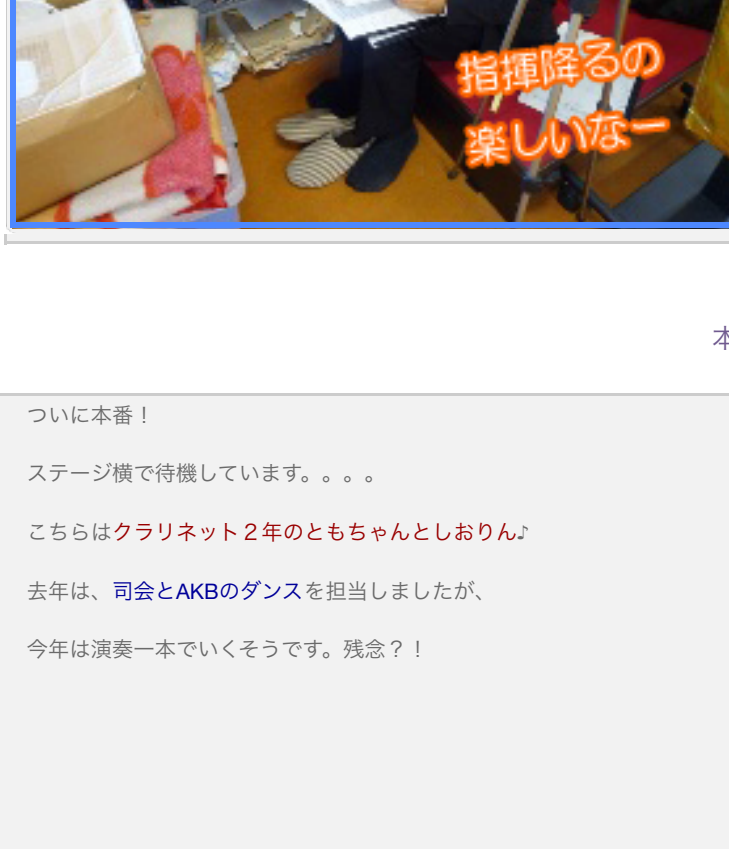 指揮降るの
楽しいなー
本
ついに本番！
ステージ横で待機しています。。。。
こちらはクラリネット２年のともちゃんとしおりん♪
去年は、司会とAKBのダンスを担当しましたが、
今年は演奏一本でいくそうです。残念？！